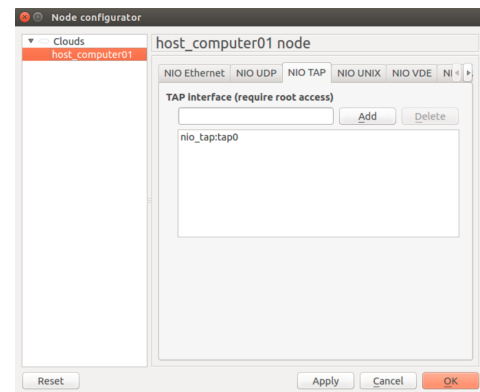 Node configurator
Clouds
host_computer01
host_computer01 node
NIO Ethernet NIO UDP NIO TAP NIO UNIX NIO VDE
TAP interface (require root access)
Add Delete
nio_tap:tap0
Reset Apply Cancel OK